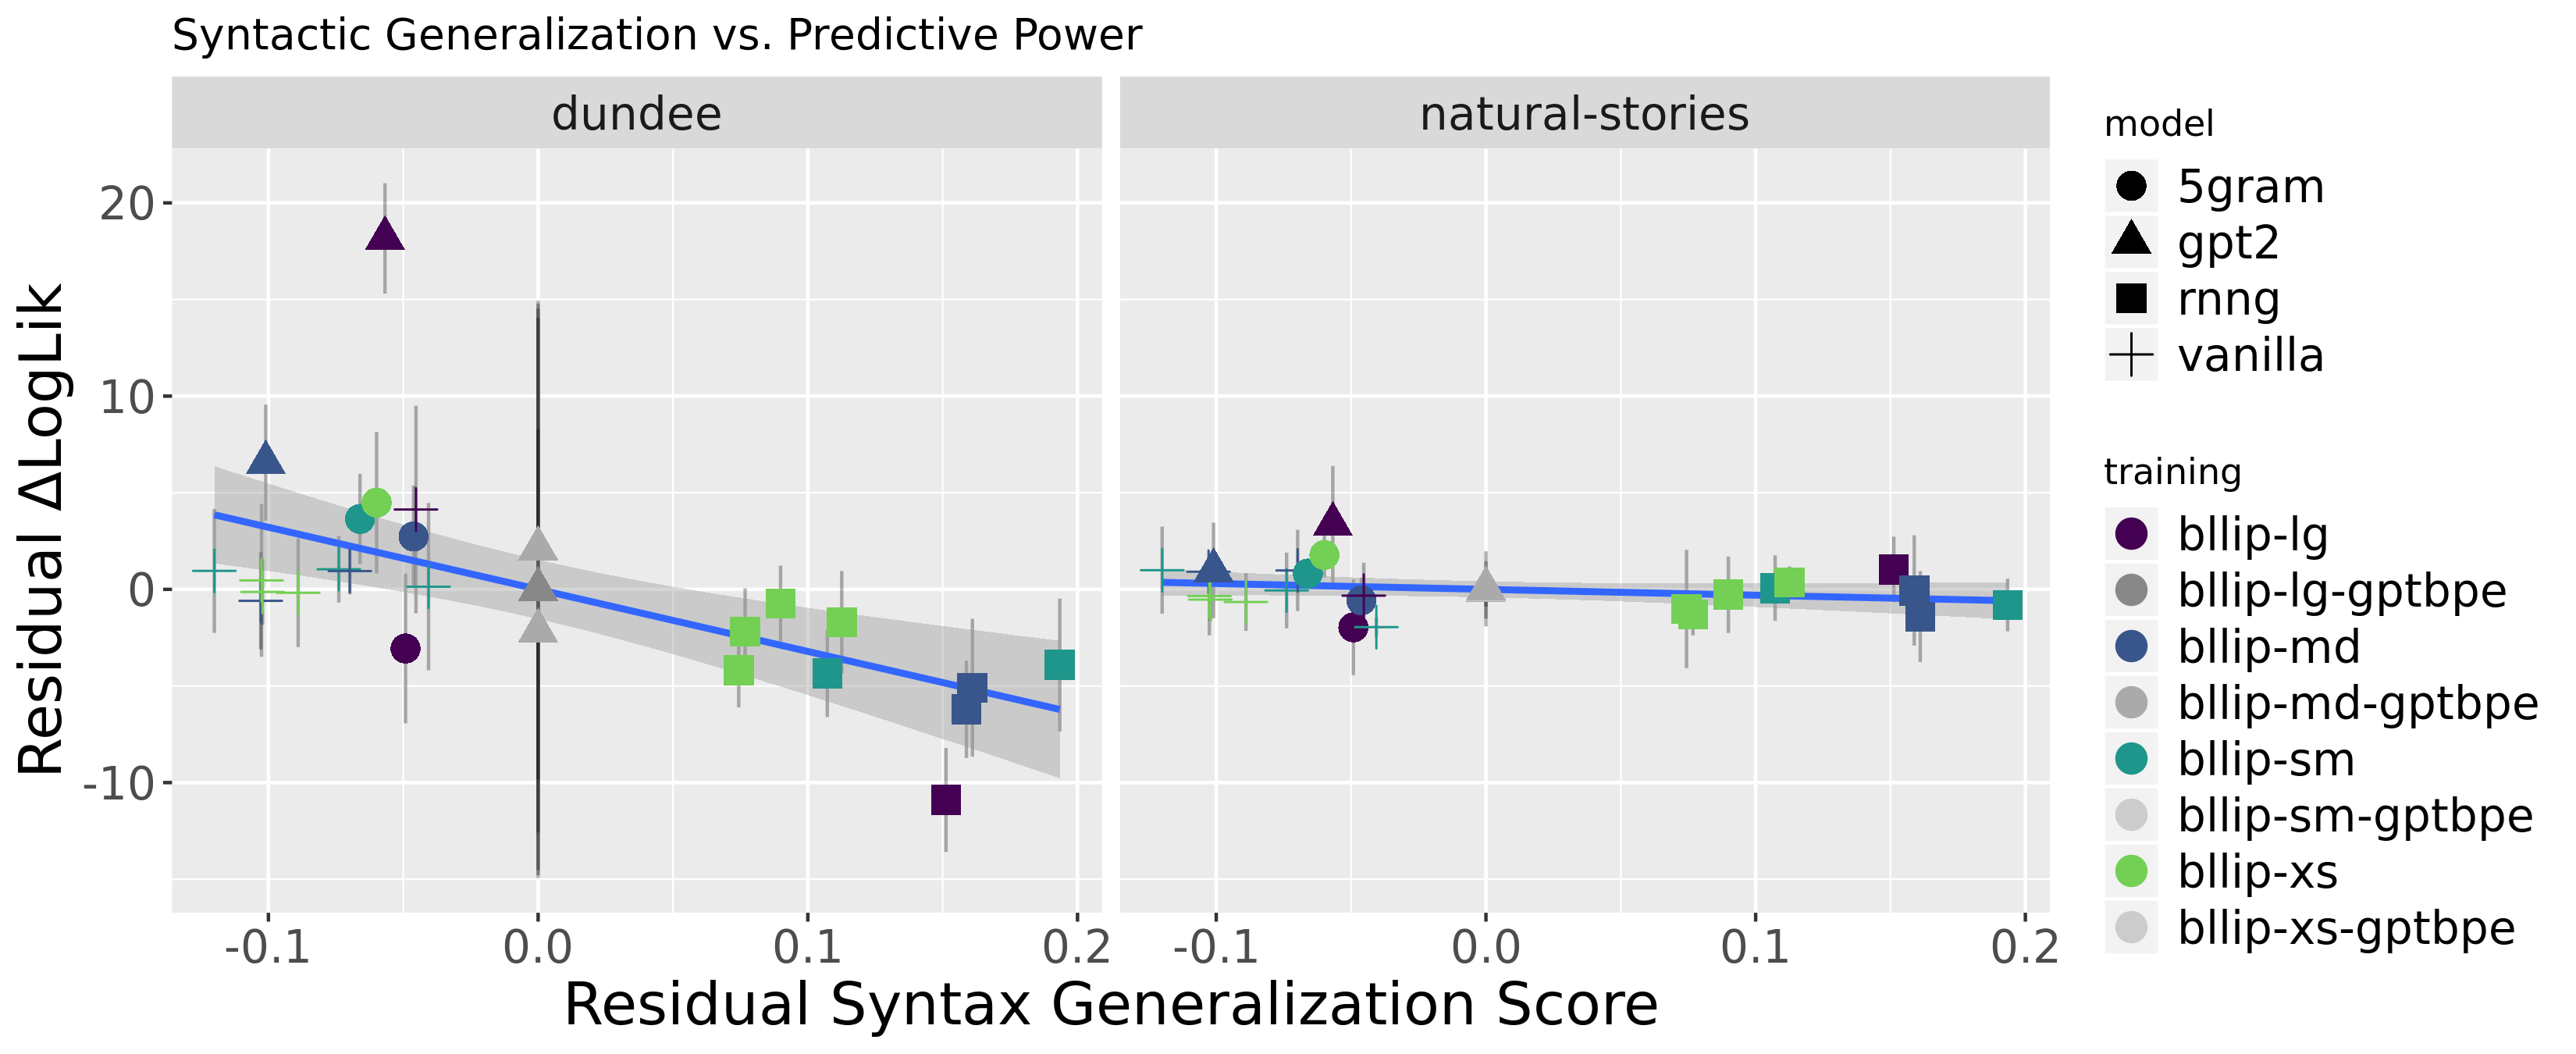 Syntactic Generalization vs. Predictive Power
dundee
natural-stories
Residual ΔLogLik
20
10
0
-10
-0.1
0.0
0.1
0.2
-0.1
0.0
0.1
0.2
Residual Syntax Generalization Score
model
5gram
gpt2
rnng
vanilla
training
bllip-lg
bllip-lg-gptbpe
bllip-md
bllip-md-gptbpe
bllip-sm
bllip-sm-gptbpe
bllip-xs
bllip-xs-gptbpe